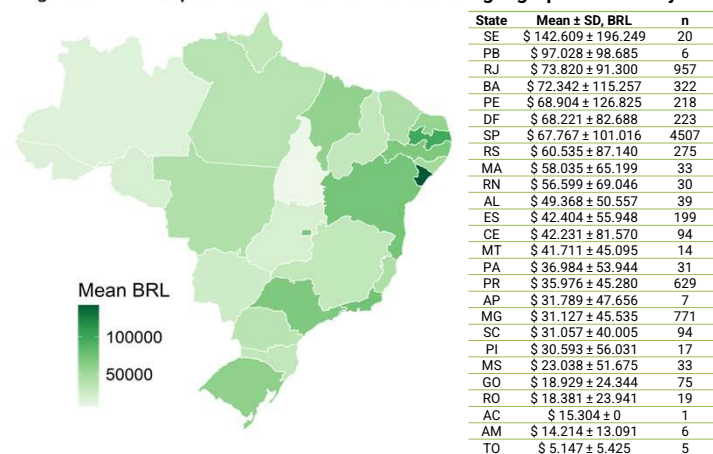 Mean BRL
100000
50000
State Mean ± SD, BRL n
SE $ 142.609 ± 196.249 20
PB $ 97.028 ± 98.685 6
RJ $ 73.820 ± 91.300 957
BA $ 72.342 ± 115.257 322
PE $ 68.904 ± 126.825 218
DF $ 68.221 ± 82.688 223
SP $ 67.767 ± 101.016 4507
RS $ 60.535 ± 87.140 275
MA $ 58.035 ± 65.199 33
RN $ 56.599 ± 69.046 30
AL $ 49.368 ± 50.557 39
ES $ 42.404 ± 55.948 199
CE $ 42.231 ± 81.570 94
MT $ 41.711 ± 45.095 14
PA $ 36.984 ± 53.944 31
PR $ 35.976 ± 45.280 629
AP $ 31.789 ± 47.656 7
MG $ 31.127 ± 45.535 771
SC $ 31.057 ± 40.005 94
PI $ 30.593 ± 56.031 17
MS $ 23.038 ± 51.675 33
GO $ 18.929 ± 24.344 75
RO $ 18.381 ± 23.941 19
AC $ 15.304 ± 0 1
AM $ 14.214 ± 13.091 6
TO $ 5.147 ± 5.425 5